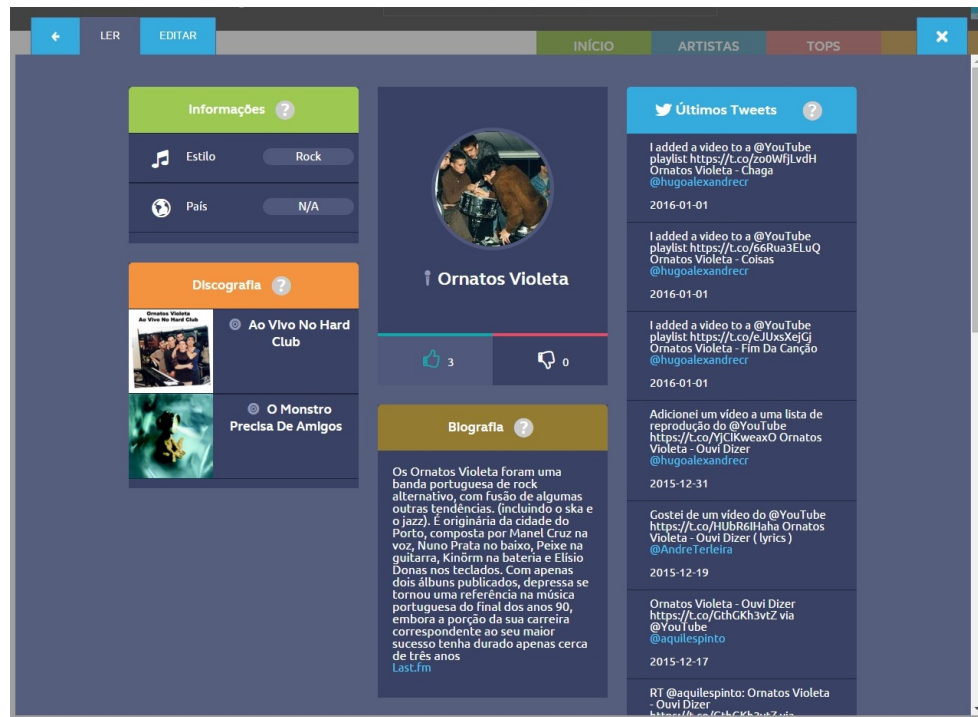 LER
EDITAR
INÍCIO
ARTISTAS
TOPS
Informações ?
Estilo
Rock
País
N/A
Discografia ?
Ornatos Violeta
Ao Vivo No Hard Club
Ao Vivo No Hard
Club
O Monstro
Precisa De Amigos
Ornatos Violeta
3
0
Biografia ?
Os Ornatos Violeta foram uma
banda portuguesa de rock
alternativo, com fusão de algumas
outras tendências. (incluindo o ska e
o jazz). É originária da cidade do
Porto, composta por Manel Cruz na
voz, Nuno Prata no baixo, Peixe na
guitarra, Kinörm na bateria e Elísio
Donas nos teclados. Com apenas
dois álbuns publicados, depressa se
tornou uma referência na música
portuguesa do final dos anos 90,
embora a porção da sua carreira
correspondente ao seu maior
sucesso tenha durado apenas cerca
de três anos
Last.fm
Últimos Tweets ?
I added a video to a @YouTube
playlist https://t.co/zo0WfjLvdH
Ornatos Violeta - Chaga
@hugoalexandrecr
2016-01-01
I added a video to a @YouTube
playlist https://t.co/66Rua3ELuQ
Ornatos Violeta - Coisas
@hugoalexandrecr
2016-01-01
I added a video to a @YouTube
playlist https://t.co/eJUxsXejGj
Ornatos Violeta - Fim Da Canção
@hugoalexandrecr
2016-01-01
Adicionei um vídeo a uma lista de
reprodução do @YouTube
https://t.co/YjClKweaxO Ornatos
Violeta - Ouvi Dizer
@hugoalexandrecr
2015-12-31
Gostei de um vídeo do @YouTube
https://t.co/HUbR6IHaha Ornatos
Violeta - Ouvi Dizer ( lyrics )
@AndreTerleira
2015-12-19
Ornatos Violeta - Ouvi Dizer
https://t.co/GthGKh3vtZ via
@YouTube
@aquilespinto
2015-12-17
RT @aquilespinto: Ornatos Violeta
- Ouvi Dizer
https://t.co/GthGKh3vtZ via